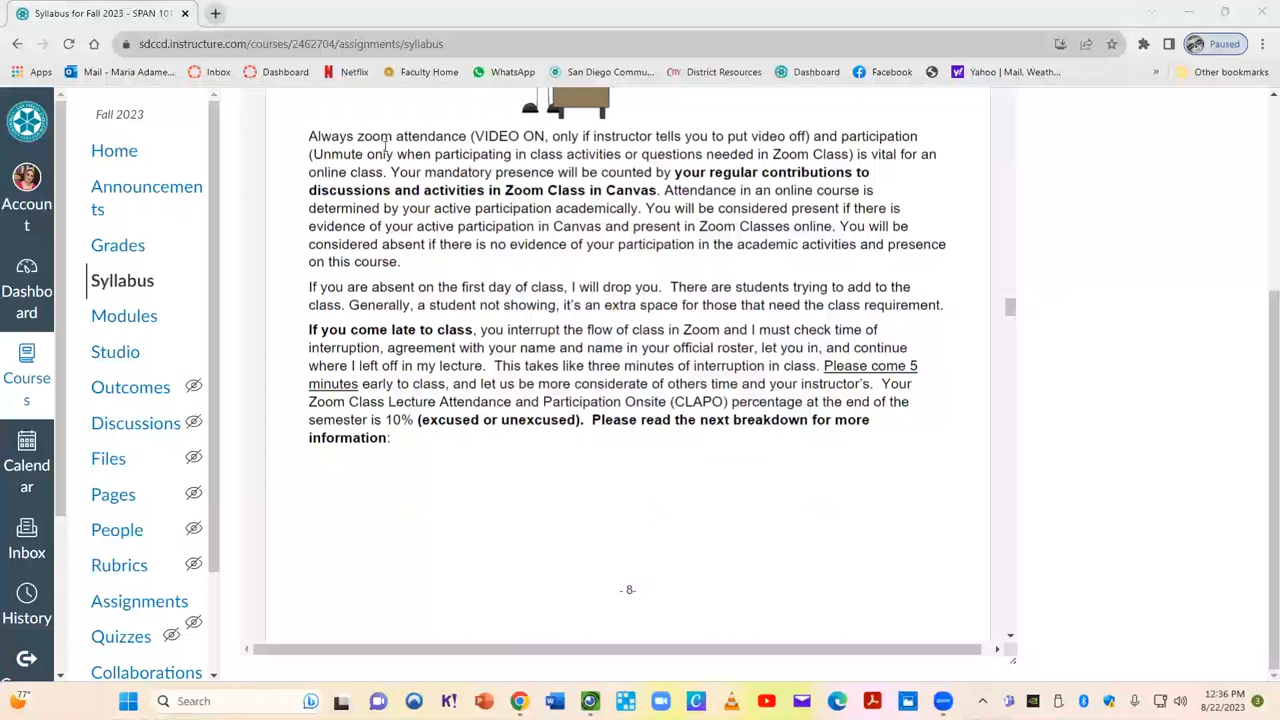 Syllabus for Fall 2023 - SPAN 101
sdccd.instructure.com/courses/2462704/assignments/syllabus
Paused
Apps
Mail - Maria Adame...
Inbox
Dashboard
Netflix
Faculty Home
WhatsApp
San Diego Commu...
District Resources
Dashboard
Facebook
Yahoo | Mail, Weath...
»
Other bookmarks
Accoun
t
Dashbo
ard
Course
s
Calend
ar
Inbox
History
Fall 2023
Home
Announcemen
ts
Grades
Syllabus
Modules
Studio
Outcomes
Discussions
Files
Pages
People
Rubrics
Assignments
Quizzes
Collaborations
Always zoom attendance (VIDEO ON, only if instructor tells you to put video off) and participation
(Unmute only when participating in class activities or questions needed in Zoom Class) is vital for an
online class. Your mandatory presence will be counted by your regular contributions to
discussions and activities in Zoom Class in Canvas. Attendance in an online course is
determined by your active participation academically. You will be considered present if there is
evidence of your active participation in Canvas and present in Zoom Classes online. You will be
considered absent if there is no evidence of your participation in the academic activities and presence
on this course.
If you are absent on the first day of class, I will drop you. There are students trying to add to the
class. Generally, a student not showing, it's an extra space for those that need the class requirement.
If you come late to class, you interrupt the flow of class in Zoom and I must check time of
interruption, agreement with your name and name in your official roster, let you in, and continue
where I left off in my lecture. This takes like three minutes of interruption in class. Please come 5
minutes early to class, and let us be more considerate of others time and your instructor's. Your
Zoom Class Lecture Attendance and Participation Onsite (CLAPO) percentage at the end of the
semester is 10% (excused or unexcused). Please read the next breakdown for more
information:
- 8-
77°
Search
K!
12:36 PM
8/22/2023
3